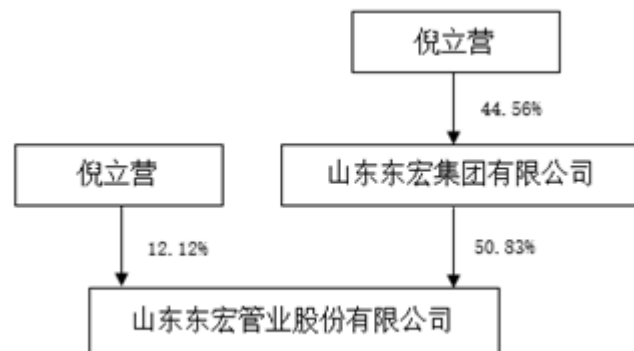 倪立营
44.56%
倪立营
山东东宏集团有限公司
12.12%
50.83%
山东东宏管业股份有限公司